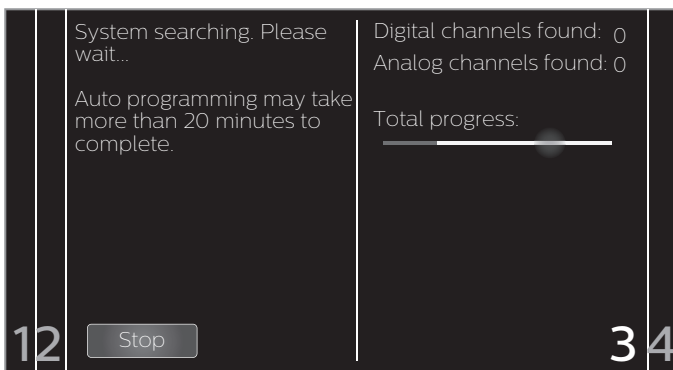 System searching. Please
wait...
Auto programming may take
more than 20 minutes to
complete.
Digital channels found: 0
Analog channels found: 0
Total progress:
1 2
Stop
3 4